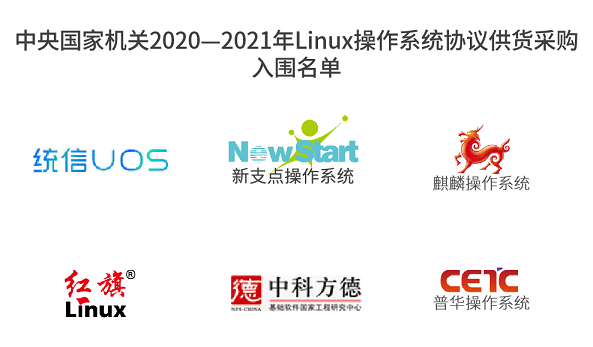 中央国家机关2020—2021年Linux操作系统协议供货采购
入围名单
统信UOS
NewStart
新支点操作系统
麒麟操作系统
红旗®
Linux
德 中科方德
NFS-CHINA 基础软件国家工程研究中心
CETC
普华操作系统